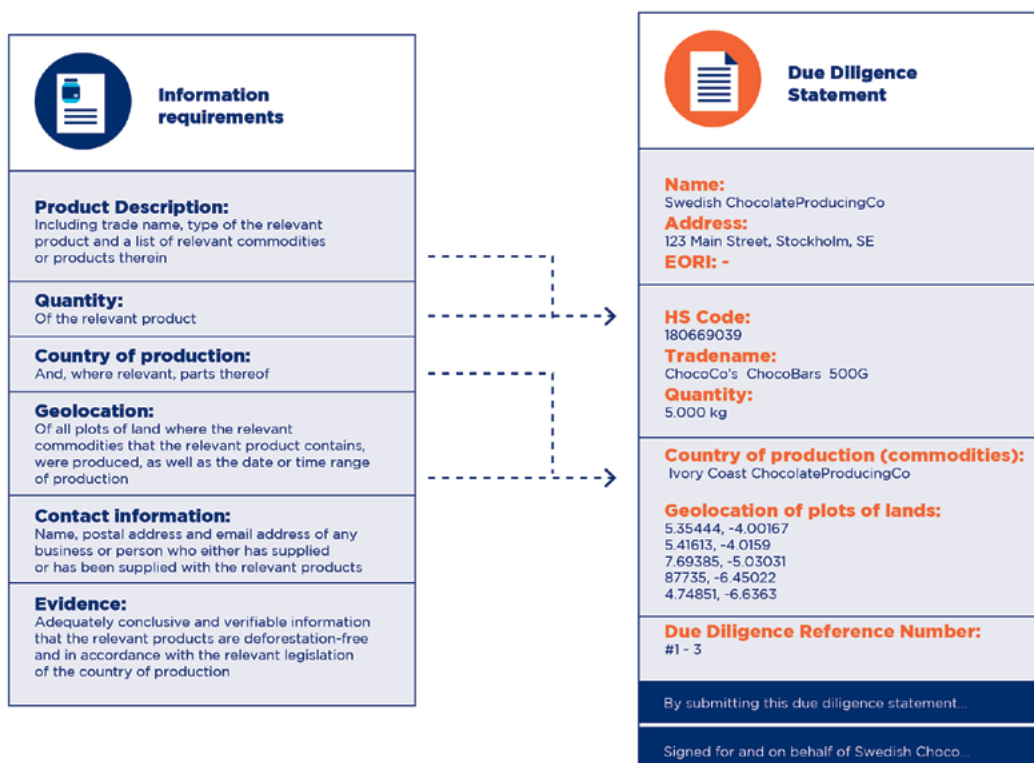 Information
requirements
Product Description:
Including trade name, type of the relevant
product and a list of relevant commodities
or products therein
Quantity:
Of the relevant product
Country of production:
And, where relevant, parts thereof
Geolocation:
Of all plots of land where the relevant
commodities that the relevant product contains,
were produced, as well as the date or time range
of production
Contact information:
Name, postal address and email address of any
business or person who either has supplied
or has been supplied with the relevant products
Evidence:
Adequately conclusive and verifiable information
that the relevant products are deforestation-free
and in accordance with the relevant legislation
of the country of production
Due Diligence
Statement
Name:
Swedish ChocolateProducingCo
Address:
123 Main Street, Stockholm, SE
EORI: -
HS Code:
180669039
Tradename:
ChocoCo's ChocoBars 500G
Quantity:
5.000 kg
Country of production (commodities):
Ivory Coast ChocolateProducingCo
Geolocation of plots of lands:
5.35444, -4.00167
5.41613, -4.0159
7.69385, -5.03031
87735, -6.45022
4.74851, -6.6363
Due Diligence Reference Number:
#1 - 3
By submitting this due diligence statement...
Signed for and on behalf of Swedish Choco...